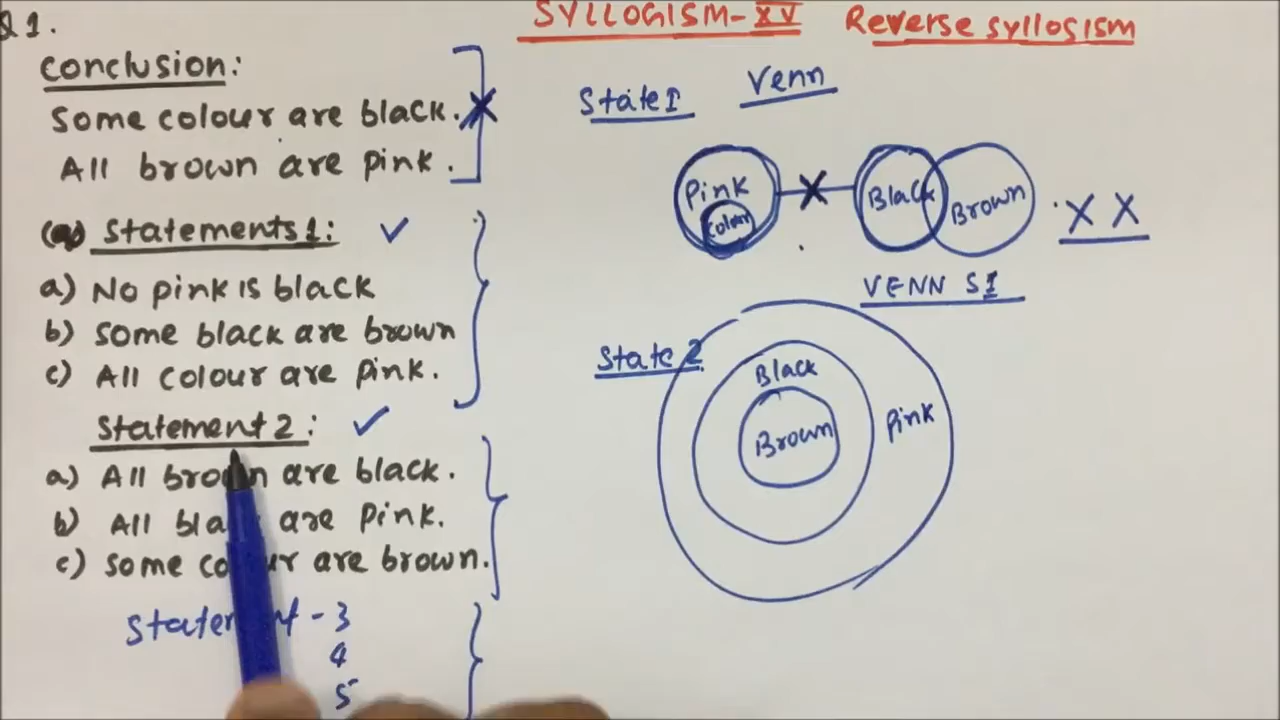 Q1.
SYLLOGISM-XV Reverse syllogism
Conclusion:
Some colour are black.
All brown are pink.
(a) Statements 1:
a) No pink is black
b) Some black are brown
c) All colour are pink.
Statement 2:
a) All brown are black.
b) All are pink.
c) Some are brown.
- 3
4
5
State 1
Venn
Pink
Colour
Black
Brown
X X
VENN S1
State 2
Black
Brown
Pink